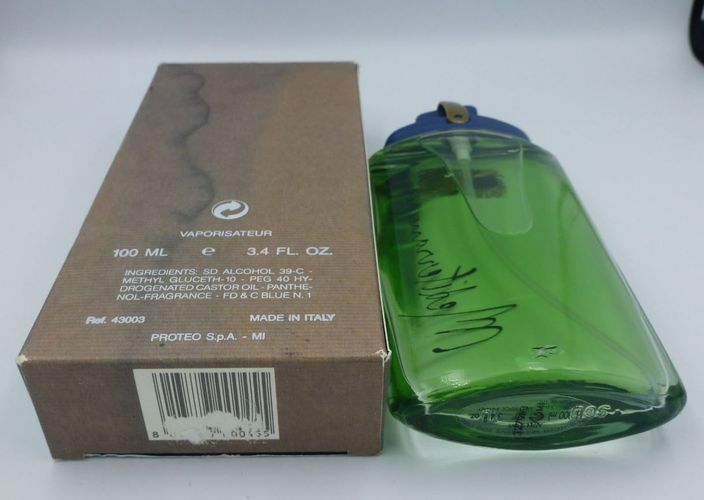 VAPORISATEUR
100 ML e 3.4 FL. OZ.
INGREDIENTS: SD ALCOHOL 39-C -
METHYL GLUCETH-10 - PEG 40 HY-
DROGENATED CASTOR OIL - PANTHE-
NOL-FRAGRANCE - FD & C BLUE N. 1
Ref. 43003 MADE IN ITALY
PROTEO S.p.A. - MI